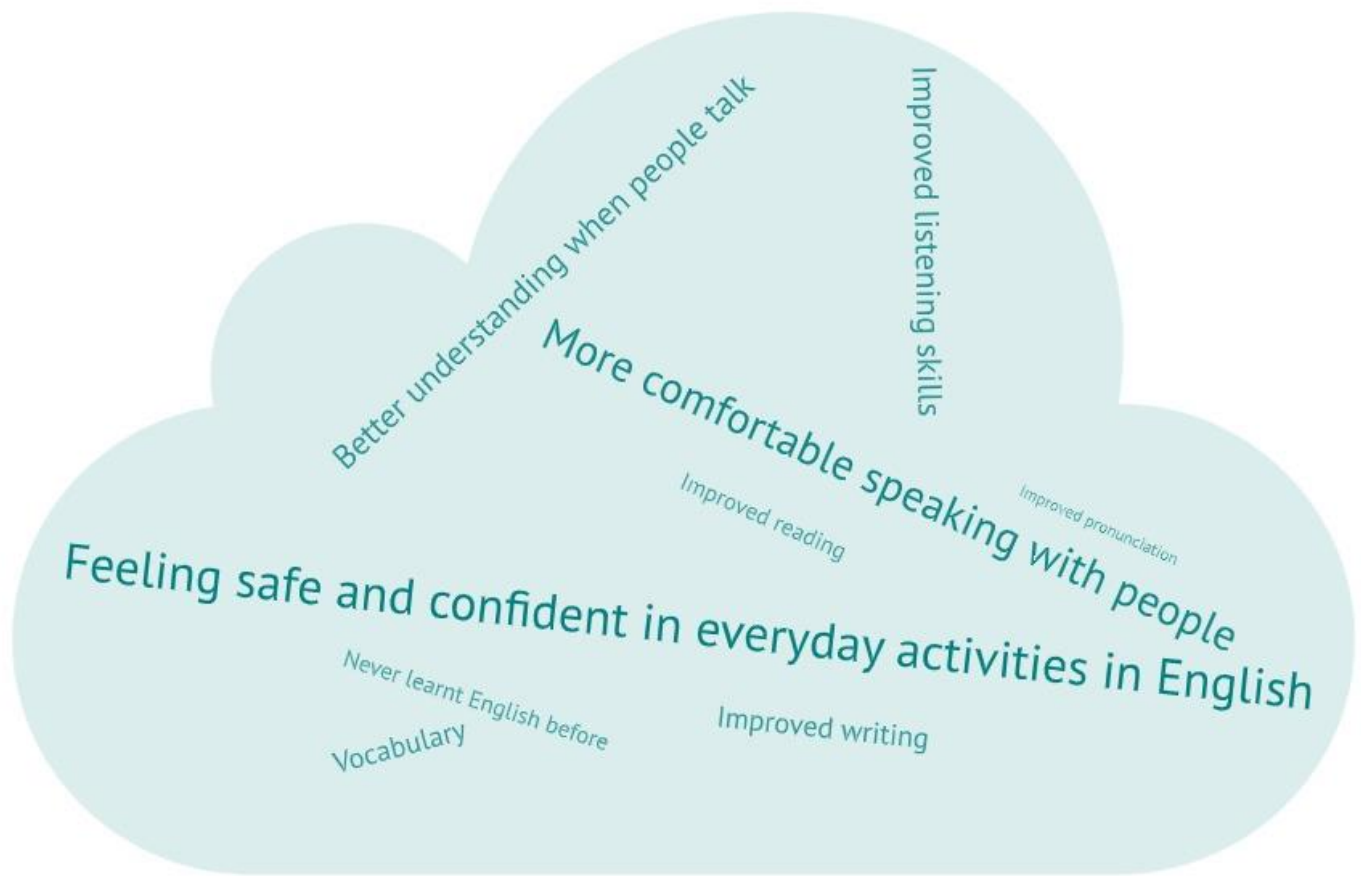 Better understanding when people talk
Improved listening skills
More comfortable speaking with people
Improved reading
Improved pronunciation
Feeling safe and confident in everyday activities in English
Never learnt English before
Vocabulary
Improved writing